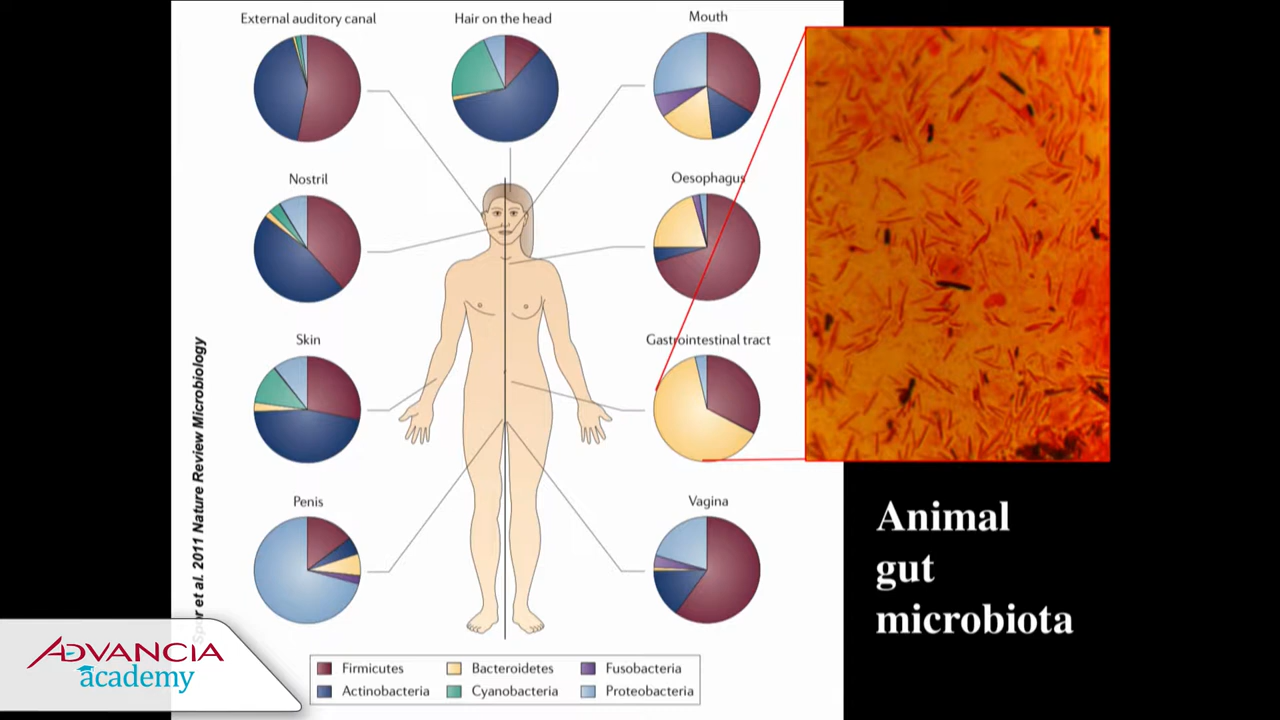 External auditory canal
Hair on the head
Mouth
Nostril
Oesophagus
Skin
Gastrointestinal tract
Penis
Vagina
et al. 2011 Nature Review Microbiology
Animal
gut
microbiota
Firmicutes
Bacteroidetes
Fusobacteria
Actinobacteria
Cyanobacteria
Proteobacteria
ADVANCIA
academy